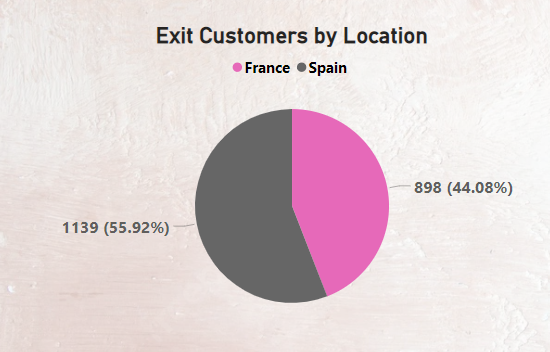 Exit Customers by Location
France Spain
898 (44.08%)
1139 (55.92%)